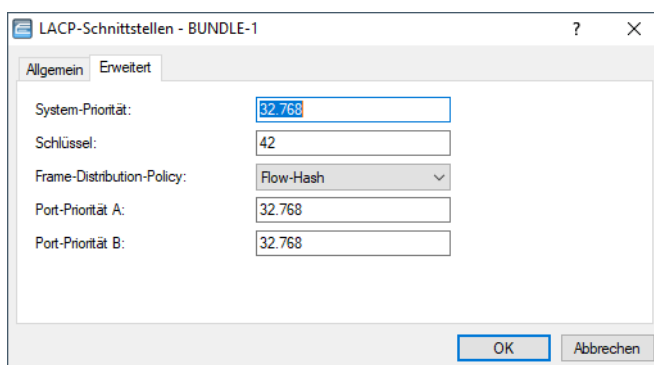 LACP-Schnittstellen - BUNDLE-1 ?
Allgemein Erweitert
System-Priorität: 32.768
Schlüssel: 42
Frame-Distribution-Policy: Flow-Hash
Port-Priorität A: 32.768
Port-Priorität B: 32.768
OK Abbrechen